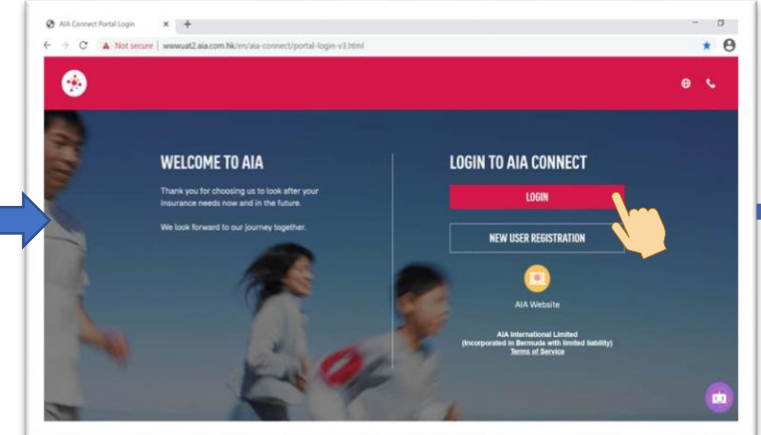 AIA Connect Portal Login
Not secure | wwwuat2.aia.com.hk/en/aia-connect/portal-login-v3.html
WELCOME TO AIA
Thank you for choosing us to look after your
insurance needs now and in the future.
We look forward to our journey together.
LOGIN TO AIA CONNECT
LOGIN
NEW USER REGISTRATION
AIA Website
AIA International Limited
(Incorporated in Bermuda with limited liability)
Terms of Service